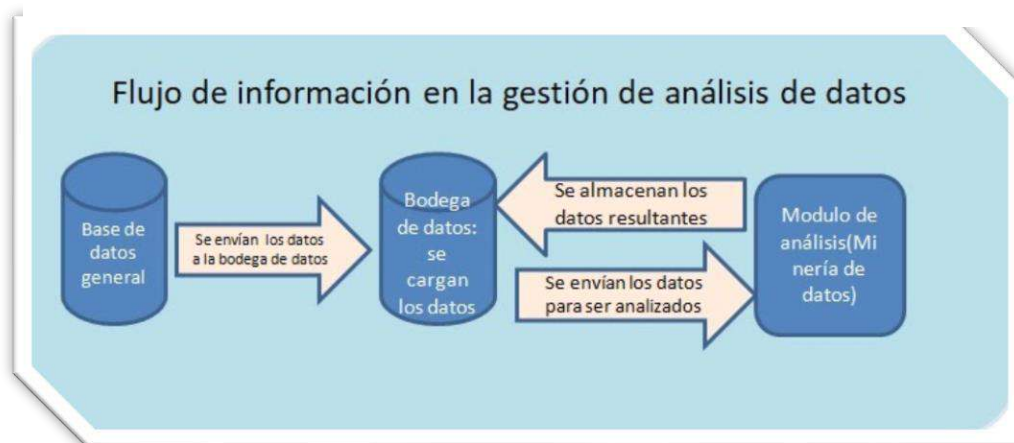 Flujo de información en la gestión de análisis de datos
Base de
datos
general
Se envían los datos
a la bodega de datos
Bodega
de datos:
se
cargan
los datos
Se almacenan los
datos resultantes
Se envían los datos
para ser analizados
Modulo de
análisis(Mi
nería de
datos)